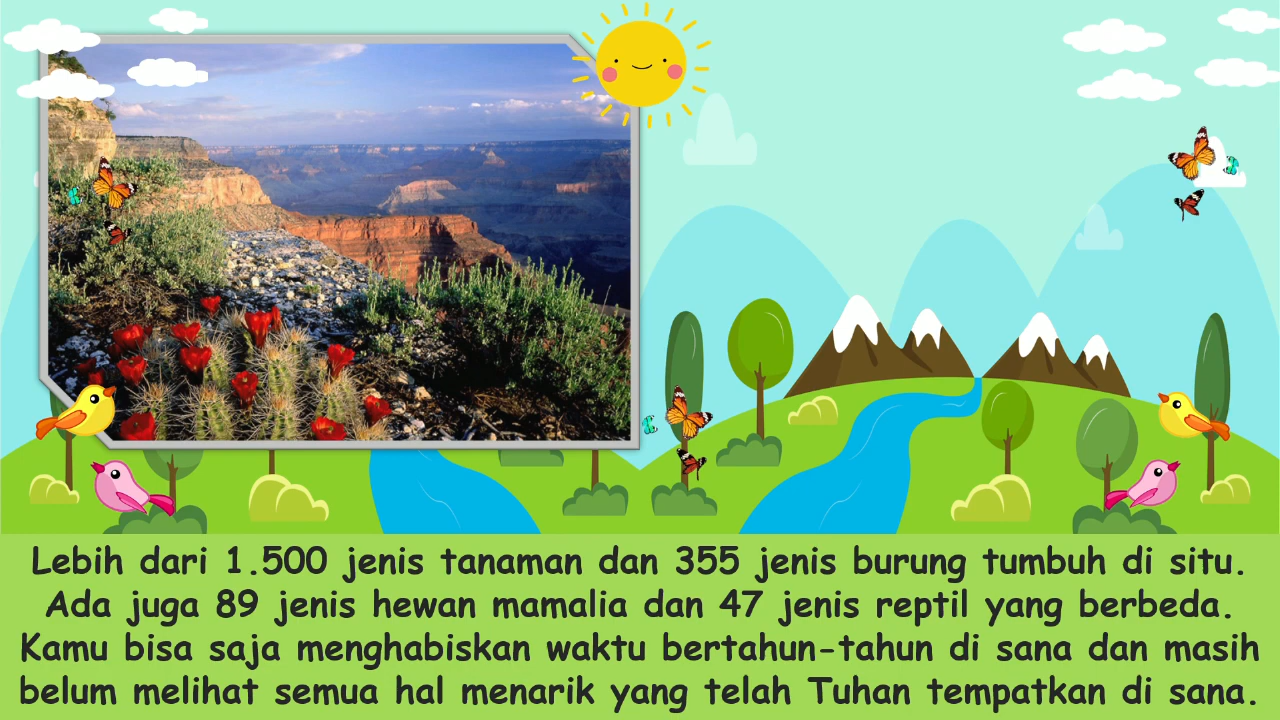 Lebih dari 1.500 jenis tanaman dan 355 jenis burung tumbuh di situ.
Ada juga 89 jenis hewan mamalia dan 47 jenis reptil yang berbeda.
Kamu bisa saja menghabiskan waktu bertahun-tahun di sana dan masih
belum melihat semua hal menarik yang telah Tuhan tempatkan di sana.